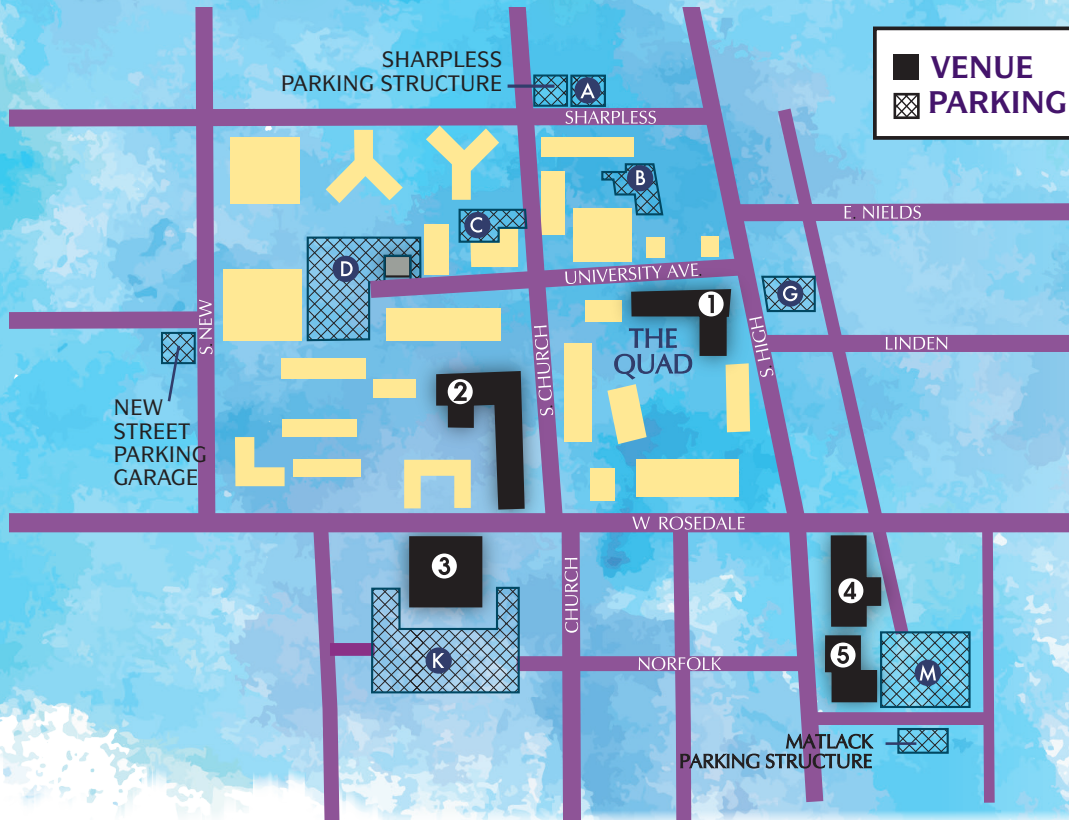 SHARPLESS
PARKING STRUCTURE
A
VENUE
PARKING
SHARPLESS
B
E. NIELDS
C
D
UNIVERSITY AVE.
G
1
S NEW
S CHURCH
THE
QUAD
S HIGH
LINDEN
2
NEW
STREET
PARKING
GARAGE
W ROSEDALE
3
CHURCH
4
K
NORFOLK
5
M
MATLACK
PARKING STRUCTURE